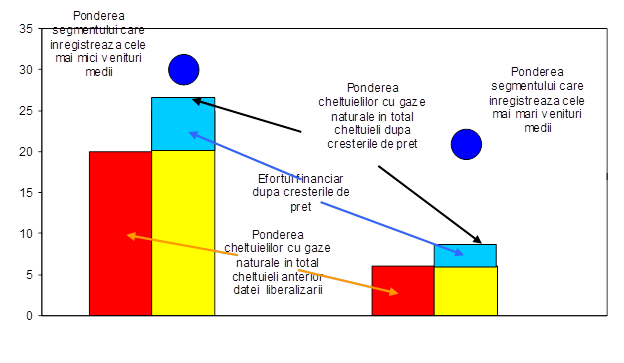 Ponderea
segmentului care
inregistreaza cele
mai mici venituri
medii
Ponderea
cheltuielilor cu gaze
naturale in total
cheltuieli dupa
cresterile de pret
Ponderea
segmentului care
inregistreaza cele
mai mari venituri
medii
Efortul financiar
dupa cresterile de
pret
Ponderea
cheltuielilor cu gaze
naturale in total
cheltuieli anterior
datei liberalizarii
35
30
25
20
15
10
5
0